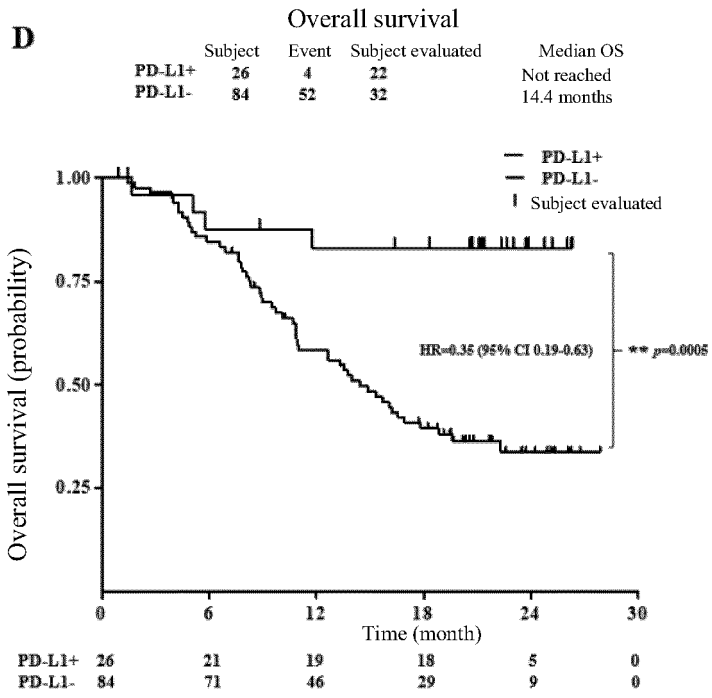 Overall survival
D
Subject Event Subject evaluated Median OS
PD-L1+ 26 4 22 Not reached
PD-L1- 84 52 32 14.4 months
PD-L1+
PD-L1-
Subject evaluated
1.00
0.75
0.50
0.25
Overall survival (probability)
HR=0.35 (95% CI 0.19-0.63)
** p=0.0005
0 6 12 18 24 30
Time (month)
PD-L1+ 26 21 19 18 5 0
PD-L1- 84 71 46 29 9 0